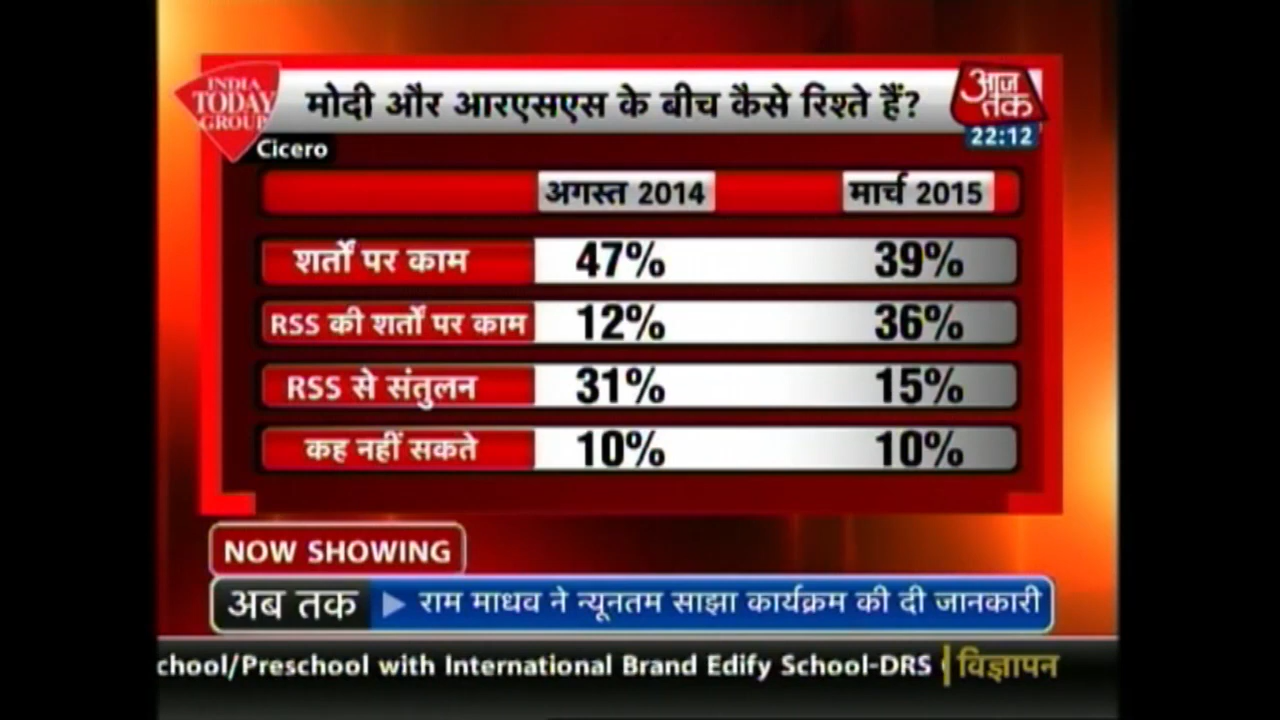 INDIA
TODAY
GROUP
मोदी और आरएसएस के बीच कैसे रिश्ते हैं?
आज
तक
22:12
Cicero
अगस्त 2014 मार्च 2015
शर्तों पर काम 47% 39%
RSS की शर्तों पर काम 12% 36%
RSS से संतुलन 31% 15%
कह नहीं सकते 10% 10%
NOW SHOWING
अब तक राम माधव ने न्यूनतम साझा कार्यक्रम की दी जानकारी
chool/Preschool with International Brand Edify School-DRS विज्ञापन